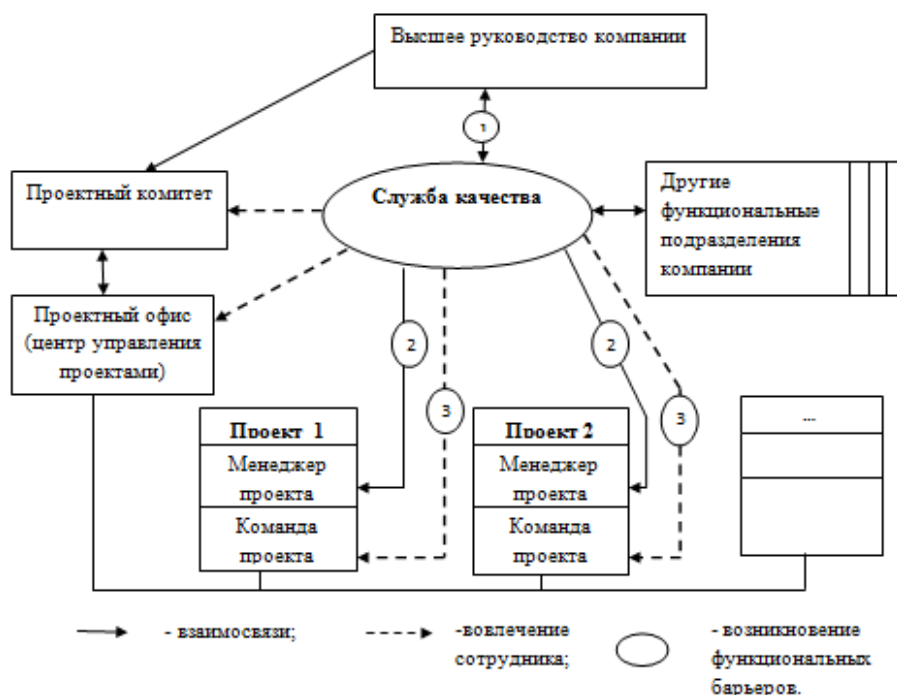 Высшее руководство компании
1
Проектный комитет
Служба качества
Другие
функциональные
подразделения
компании
Проектный офис
(центр управления
проектами)
2
2
3
3
Проект 1
Менеджер
проекта
Команда
проекта
Проект 2
Менеджер
проекта
Команда
проекта
...
- взаимосвязи;
-вовлечение
сотрудника;
- возникновение
функциональных
барьеров.